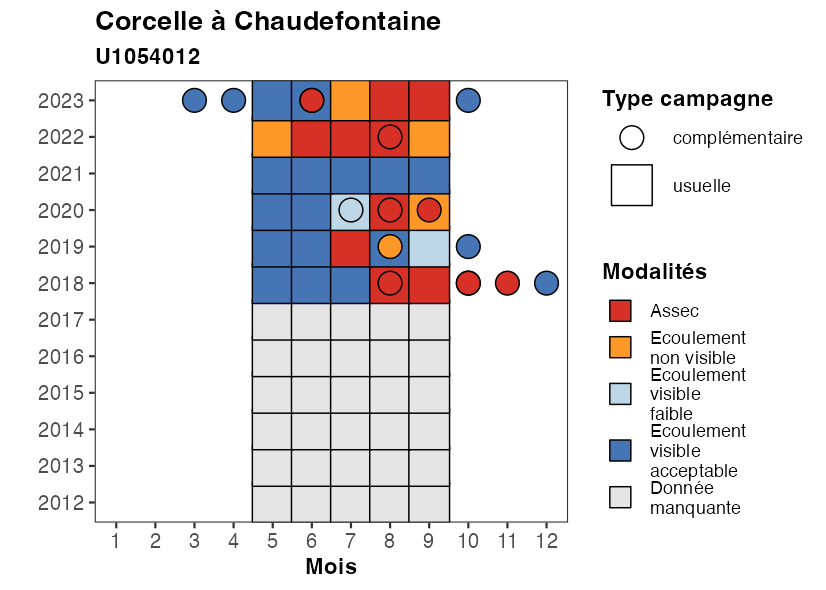 Corcelle à Chaudefontaine
U1054012
2023
2022
2021
2020
2019
2018
2017
2016
2015
2014
2013
2012
1 2 3 4 5 6 7 8 9 10 11 12
Mois
Type campagne
complémentaire
usuelle
Modalités
Assec
Ecoulement
non visible
Ecoulement
visible
faible
Ecoulement
visible
acceptable
Donnée
manquante